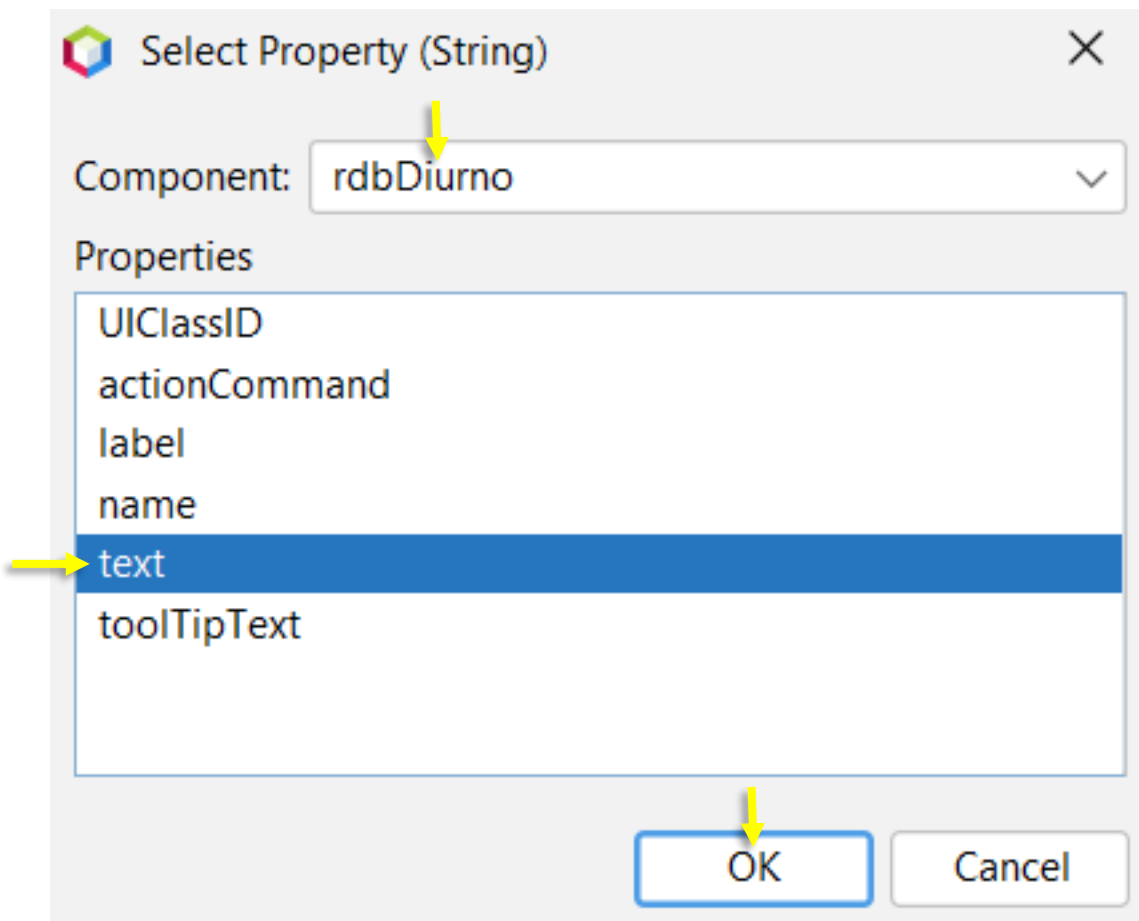 Select Property (String)
Component: rdbDiurno
Properties
UIClassID
actionCommand
label
name
text
toolTipText
OK Cancel